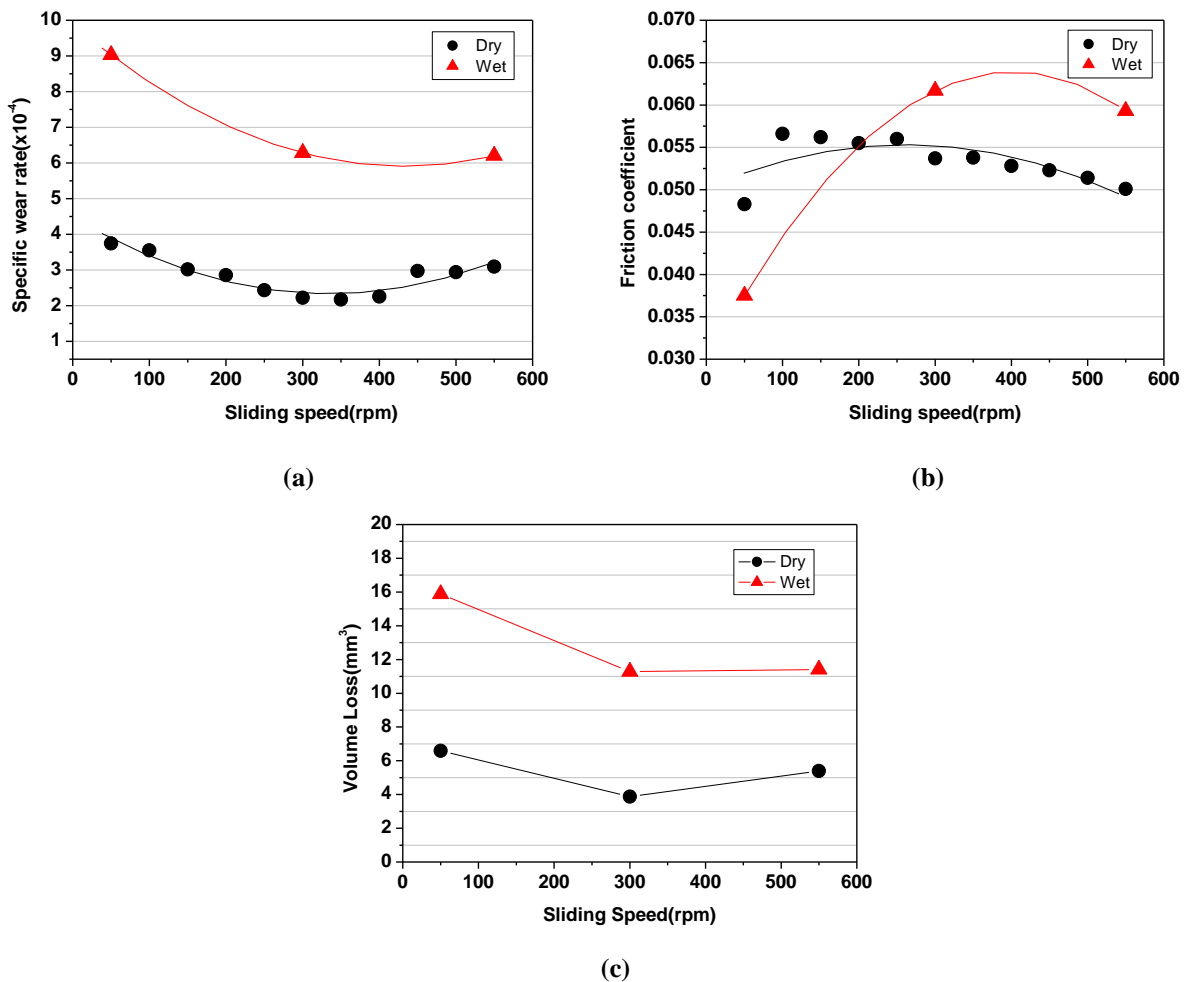 10
9
8
7
6
5
4
3
2
1
Specific wear rate(x10⁻⁴)
Dry
Wet
0 100 200 300 400 500 600
Sliding speed(rpm)
(a)
0.070
0.065
0.060
0.055
0.050
0.045
0.040
0.035
0.030
Friction coefficient
Dry
Wet
0 100 200 300 400 500 600
Sliding speed(rpm)
(b)
20
18
16
14
12
10
8
6
4
2
0
Volume Loss(mm³)
Dry
Wet
0 100 200 300 400 500 600
Sliding Speed(rpm)
(c)